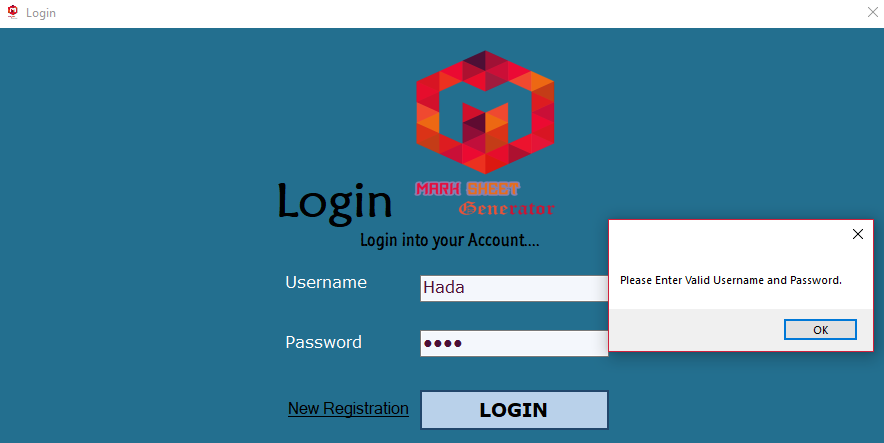 Login
MARK SHEET
Generator
Login
Login into your Account....
Username
Hada
Please Enter Valid Username and Password.
OK
Password
••••
New Registration
LOGIN